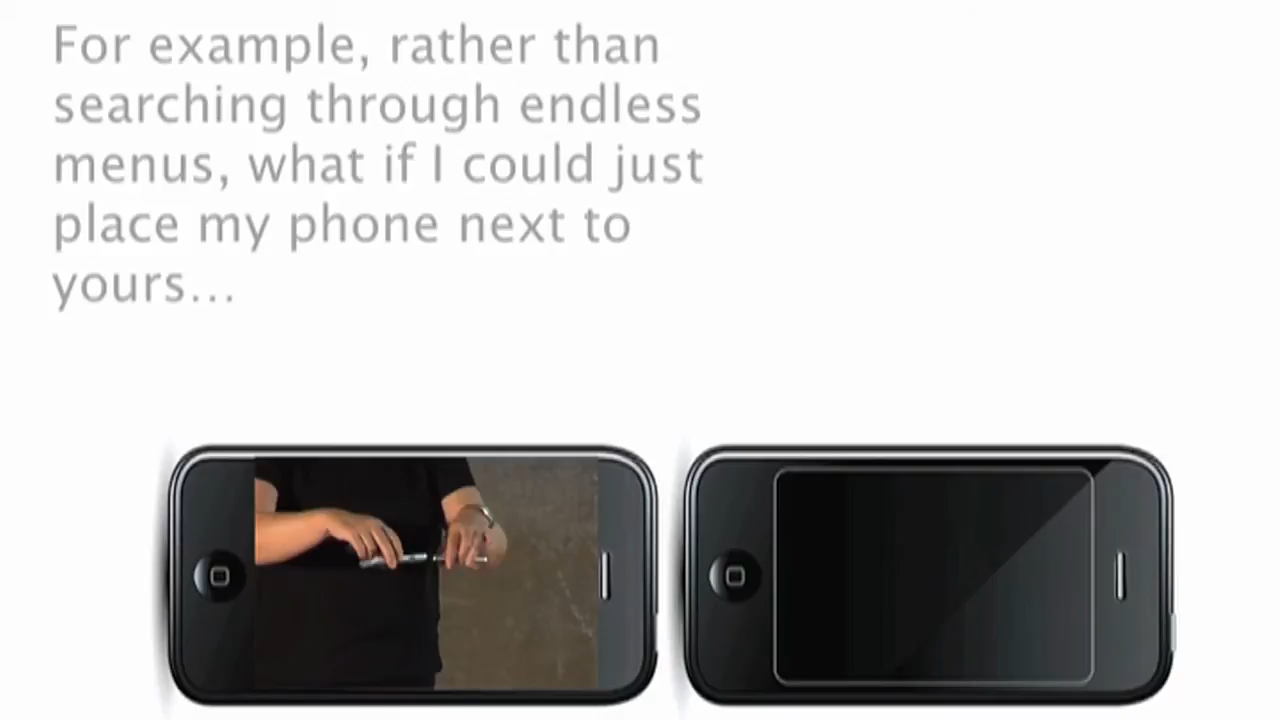 For example, rather than
searching through endless
menus, what if I could just
place my phone next to
yours...